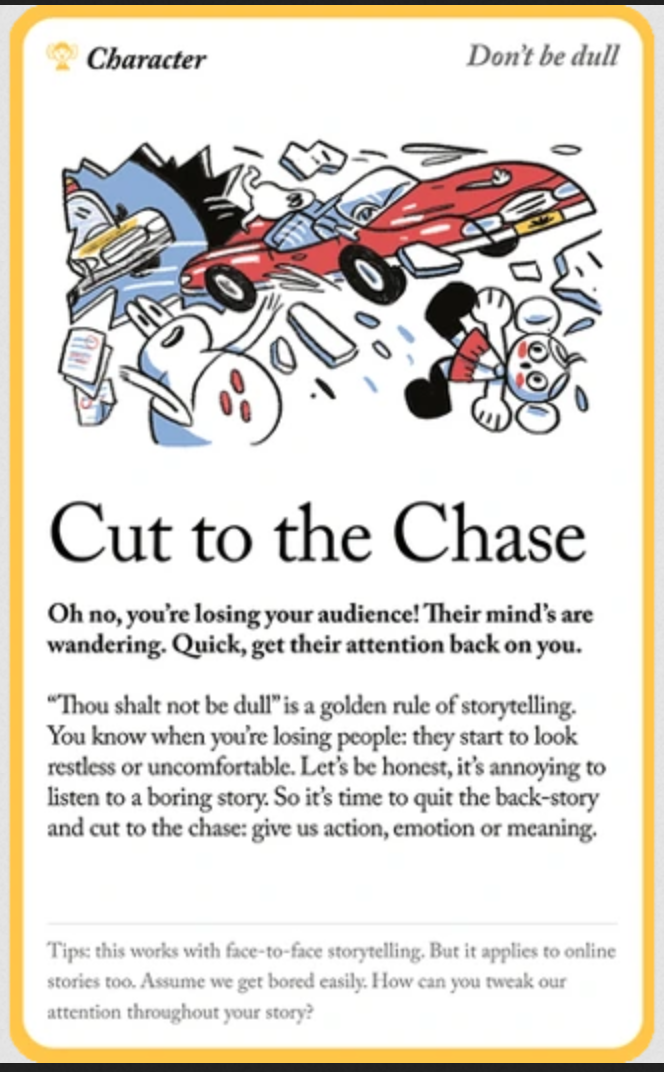 Character
Don't be dull
Cut to the Chase
Oh no, you're losing your audience! Their mind's are
wandering. Quick, get their attention back on you.
“Thou shalt not be dull” is a golden rule of storytelling.
You know when you're losing people: they start to look
restless or uncomfortable. Let's be honest, it's annoying to
listen to a boring story. So it's time to quit the back-story
and cut to the chase: give us action, emotion or meaning.
Tips: this works with face-to-face storytelling. But it applies to online
stories too. Assume we get bored easily. How can you tweak our
attention throughout your story?